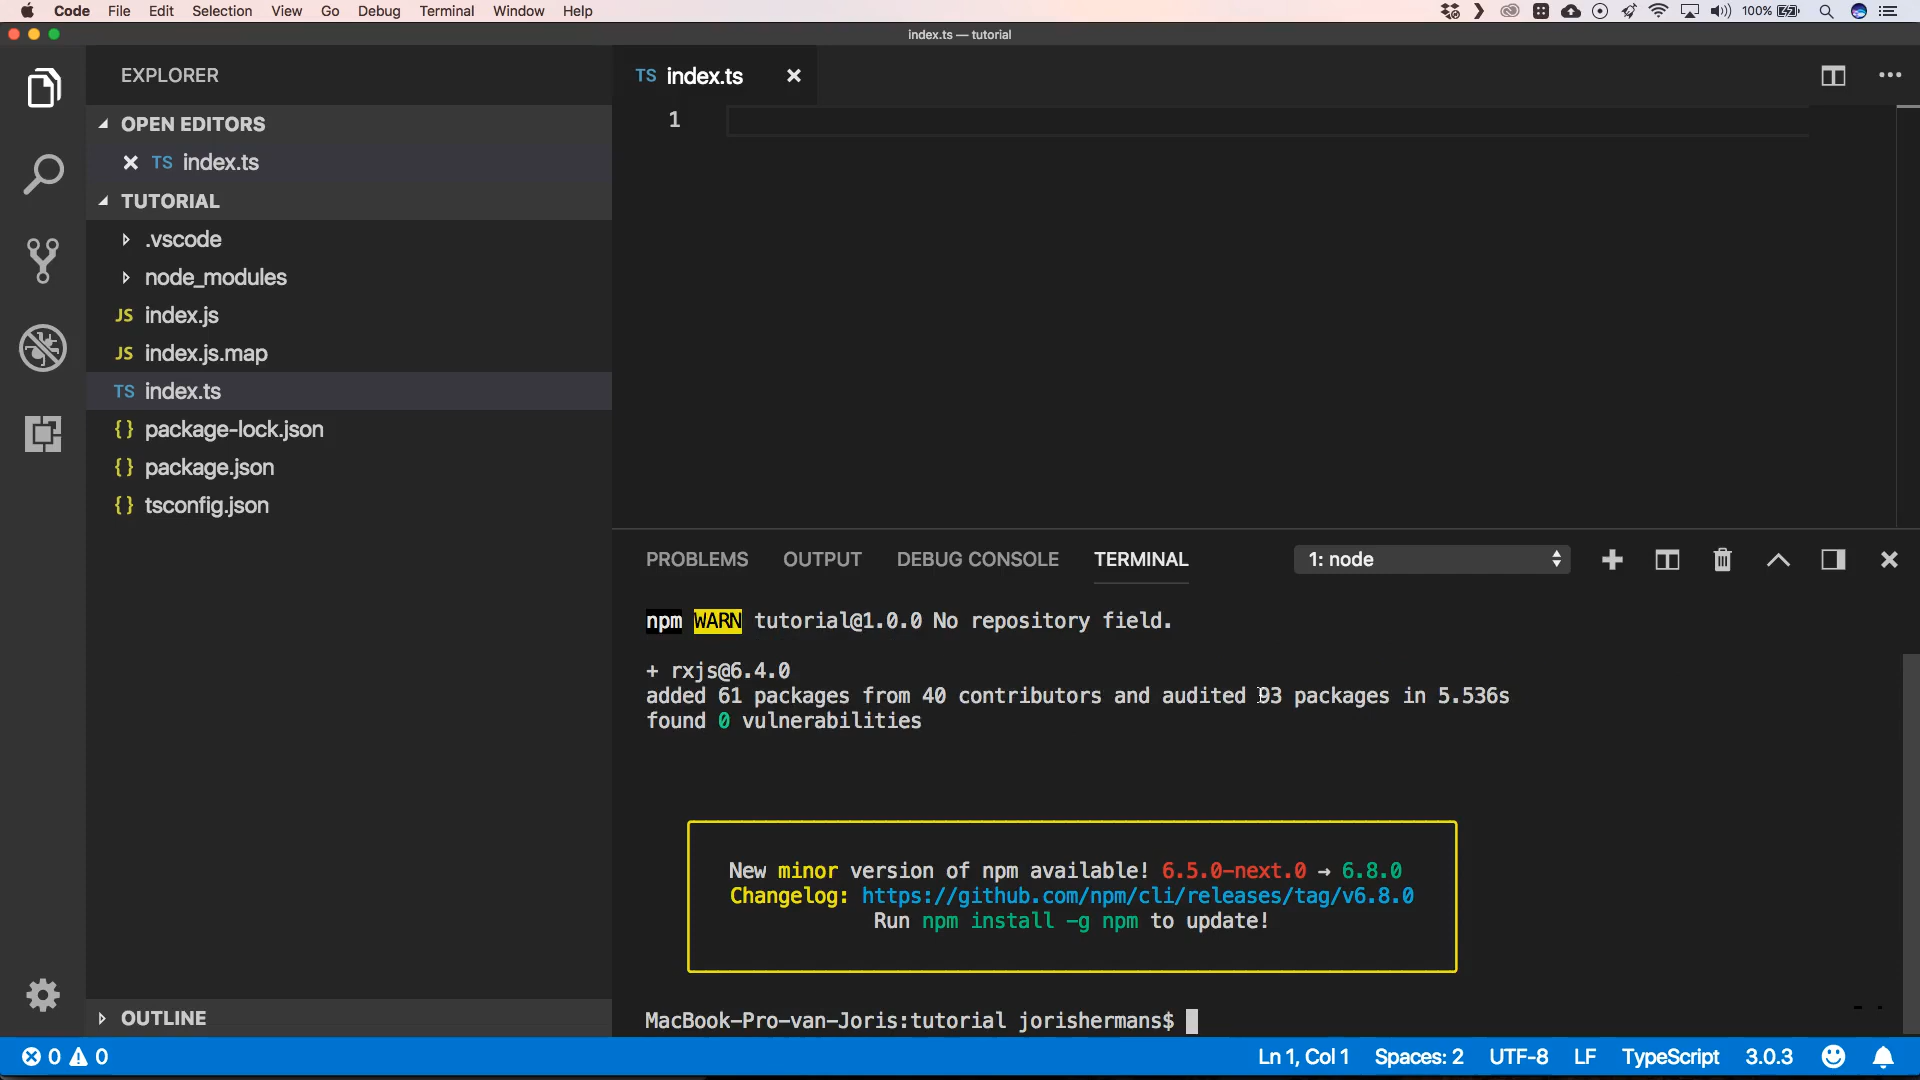 Code File Edit Selection View Go Debug Terminal Window Help 100%
index.ts — tutorial
EXPLORER
OPEN EDITORS
TS index.ts
TUTORIAL
.vscode
node_modules
JS index.js
JS index.js.map
TS index.ts
{} package-lock.json
{} package.json
{} tsconfig.json
OUTLINE
TS index.ts
1
PROBLEMS OUTPUT DEBUG CONSOLE TERMINAL 1: node
npm WARN tutorial@1.0.0 No repository field.
+ rxjs@6.4.0
added 61 packages from 40 contributors and audited 93 packages in 5.536s
found 0 vulnerabilities
New minor version of npm available! 6.5.0-next.0 → 6.8.0
Changelog: https://github.com/npm/cli/releases/tag/v6.8.0
Run npm install -g npm to update!
MacBook-Pro-van-Joris:tutorial jorishermans$
0 0 Ln 1, Col 1 Spaces: 2 UTF-8 LF TypeScript 3.0.3